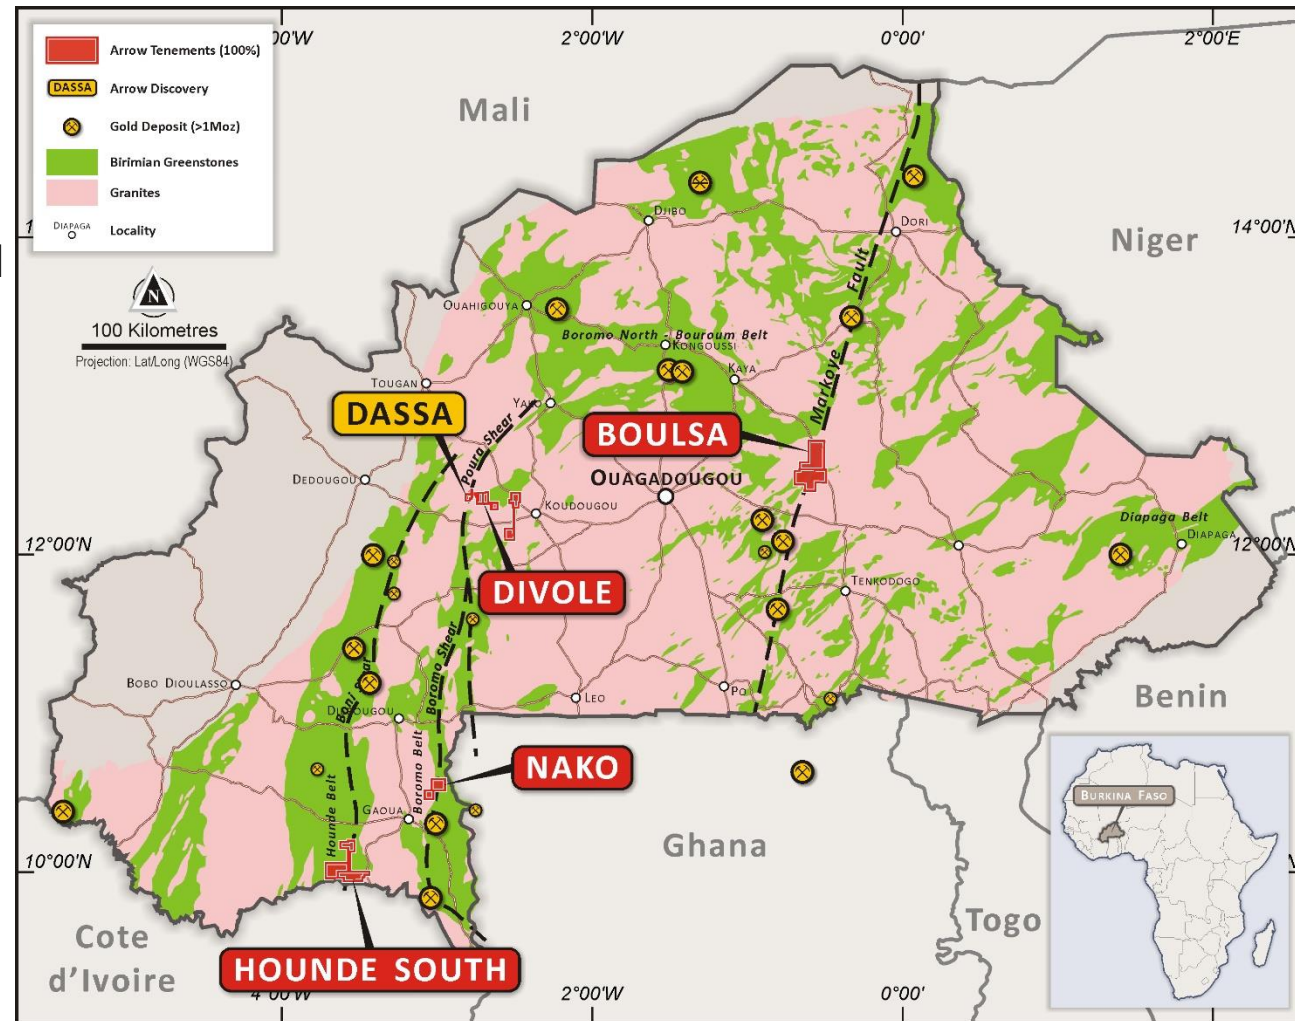 Arrow Tenements (100%)
DASSA
Arrow Discovery
Gold Deposit (>1Moz)
Birimian Greenstones
Granites
DIAPAGA
Locality
N
100 Kilometres
Projection: Lat/Long (WGS84)
2°00'W
0°00'
2°00'E
14°00'N
12°00'N
12°00'N
10°00'N
4°00'W
2°00'W
0°00'
Mali
Niger
Benin
Togo
Ghana
Cote
d'Ivoire
DJIBO
DORI
OUAHIGOUYA
Boromo North - Bouroum Belt
KONGOUSSI
KAYA
TOUGAN
YAKO
Markoye Fault
DASSA
BOULSA
Poura Shear
DEDOUGOU
OUAGADOUGOU
KOUDOUGOU
Diapaga Belt
DIAPAGA
DIVOLE
TENKODOGO
Boromo Shear
BOBO DIOULASSO
LEO
PO
NAKO
Boromo Belt
GAOUA
Hounde Belt
HOUNDE SOUTH
BURKINA FASO